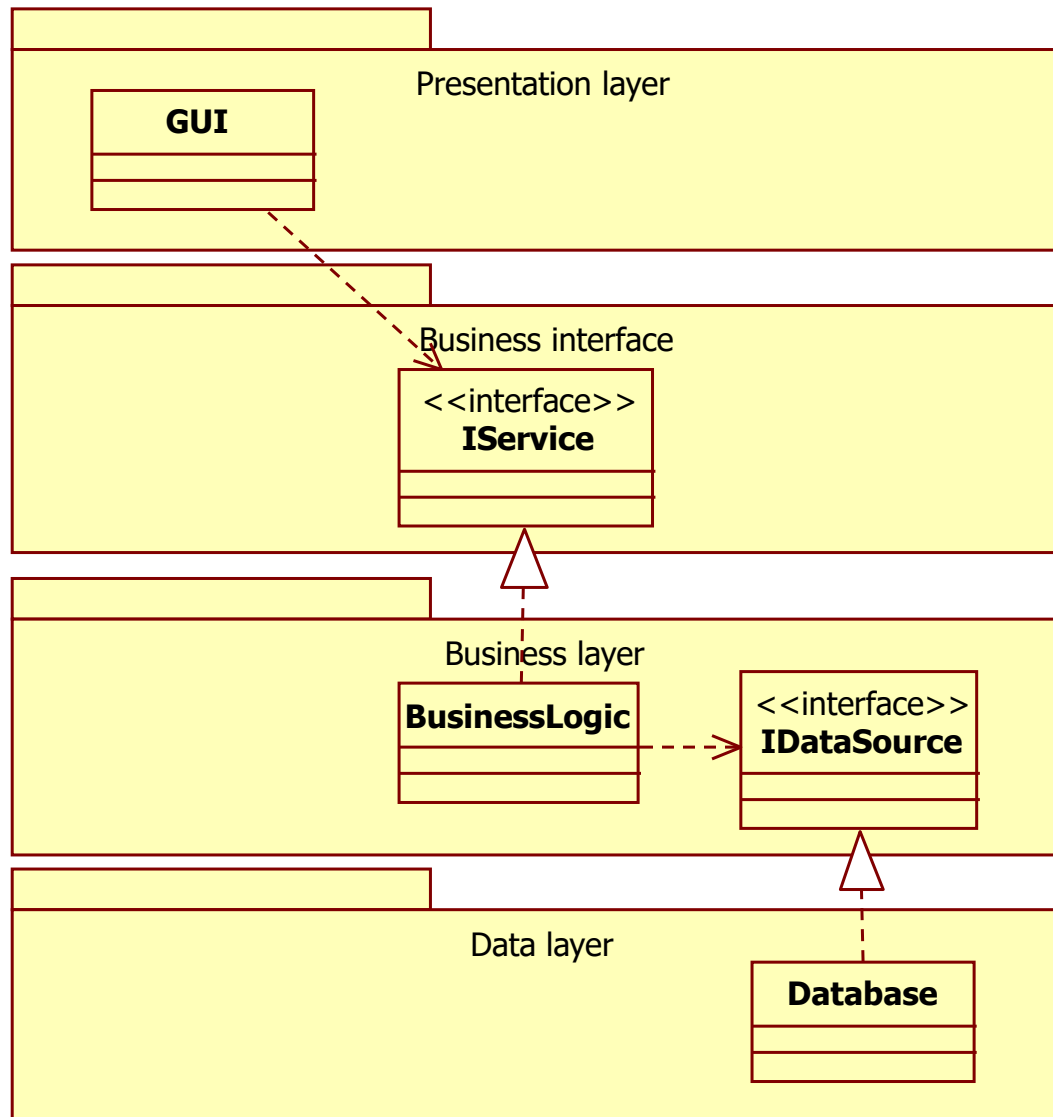 Presentation layer
GUI
Business interface
<<interface>>
IService
Business layer
BusinessLogic
<<interface>>
IDataSource
Data layer
Database